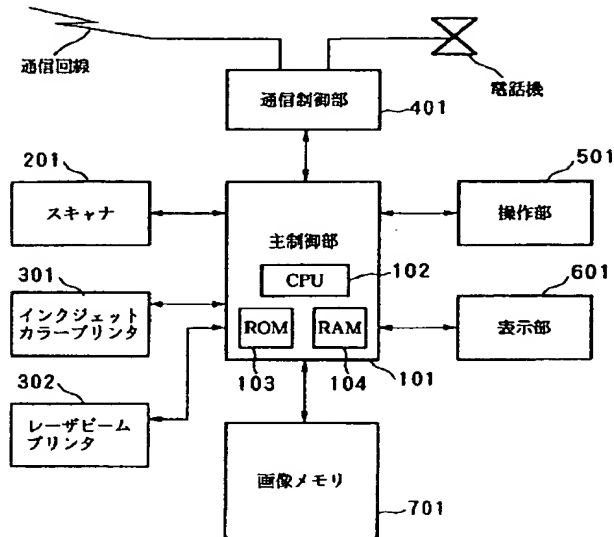 通信回線
電話機
通信制御部
401
201
スキャナ
501
操作部
主制御部
CPU
102
301
インクジェット
カラープリンタ
601
表示部
ROM
RAM
103
104
101
302
レーザビーム
プリンタ
画像メモリ
701